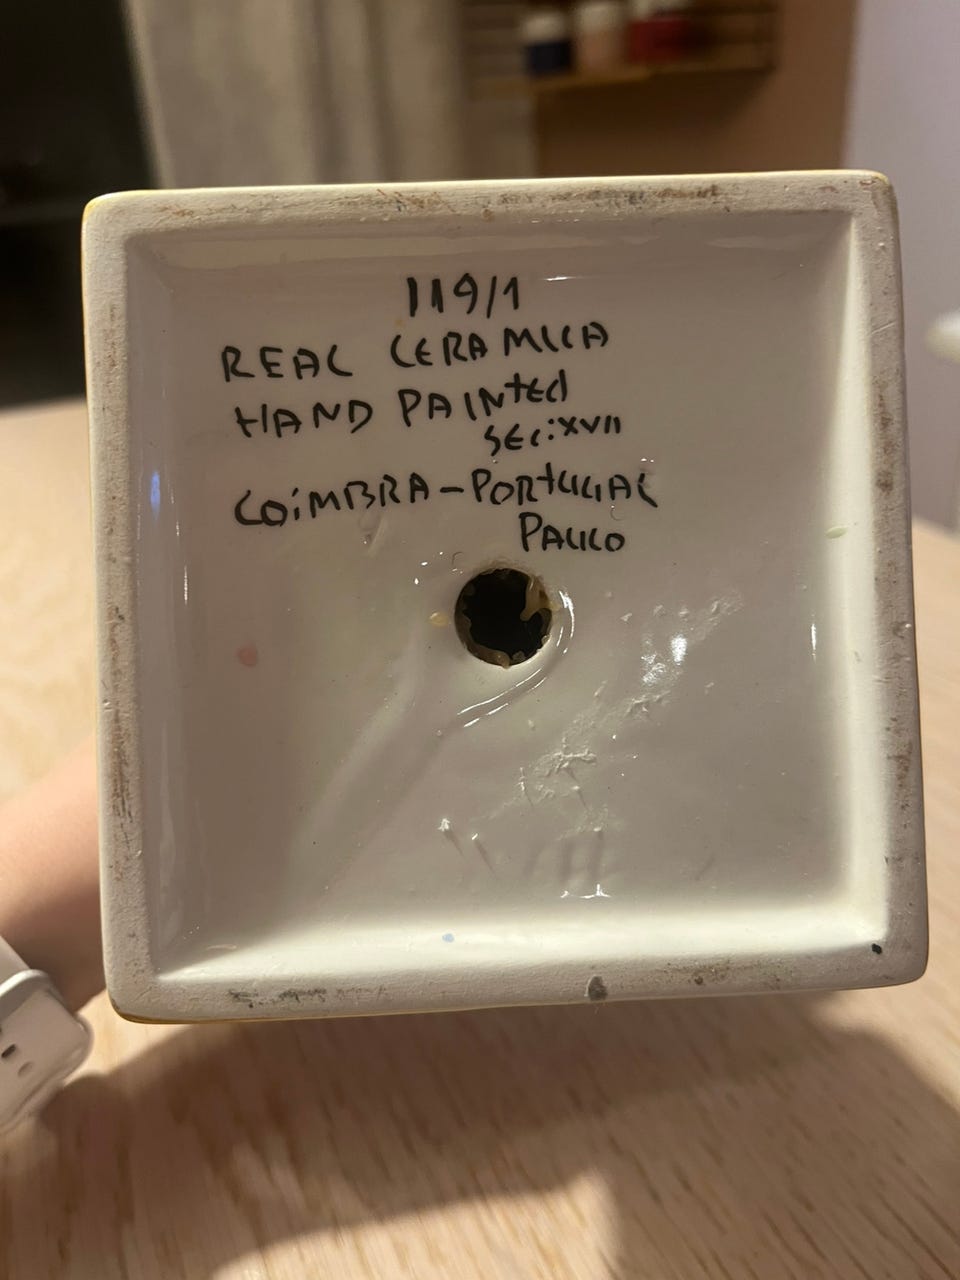 119/1
REAL CERAMICA
HAND PAINted
SEC: XVII
COiMBRA-PORtUGAL
PAULO